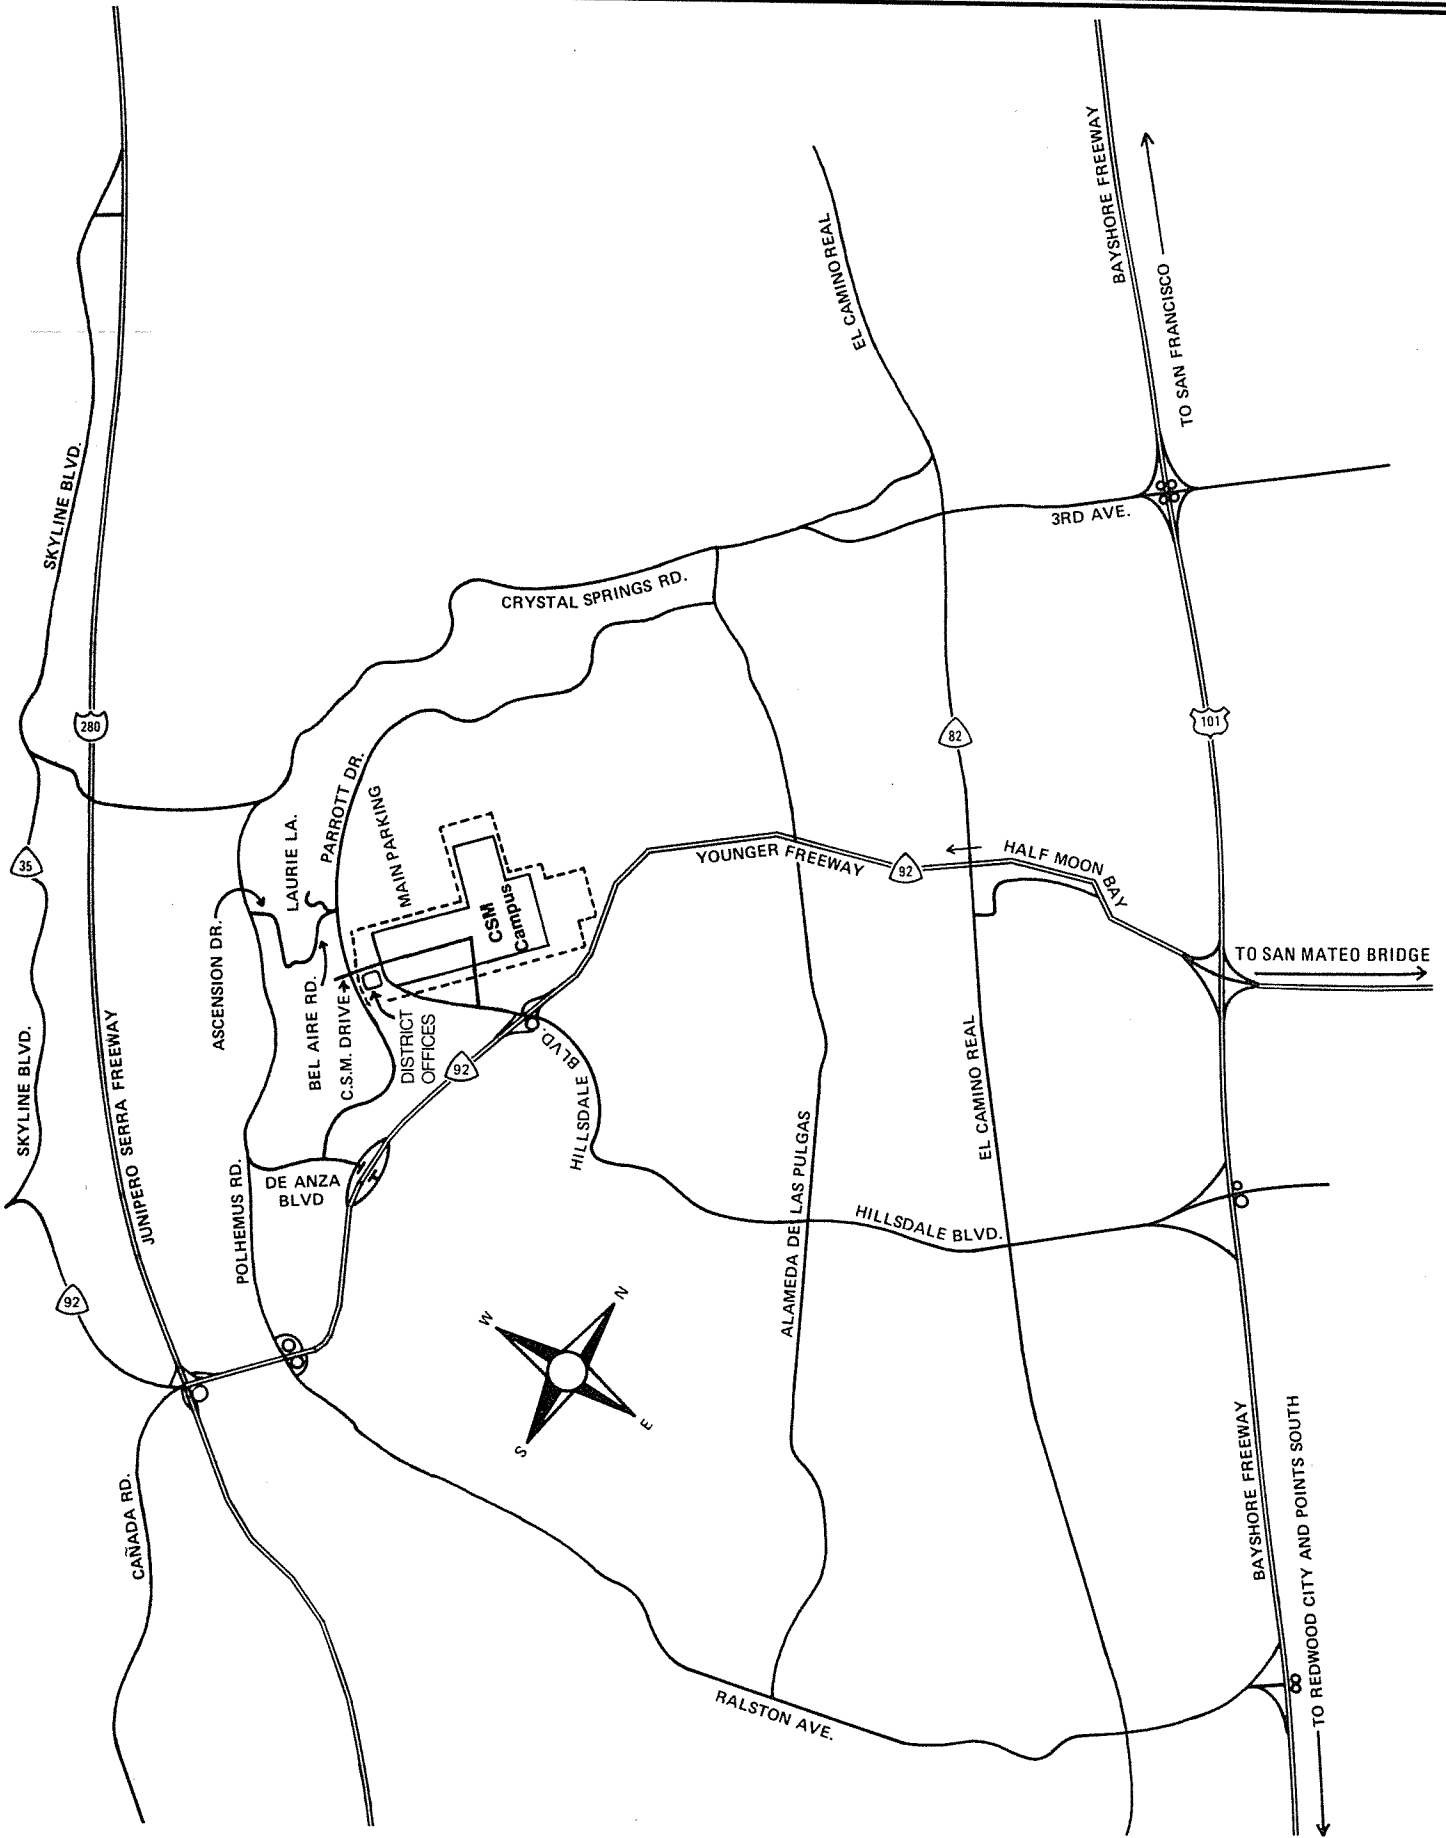 BAYSHORE FREEWAY
EL CAMINO REAL
TO SAN FRANCISCO
SKYLINE BLVD.
3RD AVE.
CRYSTAL SPRINGS RD.
280
101
82
PARROTT DR.
MAIN PARKING
LAURIE LA.
35
YOUNGER FREEWAY
92
HALF MOON
BAY
CSM
Campus
ASCENSION DR.
TO SAN MATEO BRIDGE
BEL AIRE RD.
C.S.M. DRIVE
DISTRICT
OFFICES
92
SKYLINE BLVD.
JUNIPERO SERRA FREEWAY
HILLSDALE BLVD.
EL CAMINO REAL
ALAMEDA DE LAS PULGAS
POLHEMUS RD.
DE ANZA
BLVD
HILLSDALE BLVD.
92
N
W
E
S
CAÑADA RD.
BAYSHORE FREEWAY
TO REDWOOD CITY AND POINTS SOUTH
RALSTON AVE.